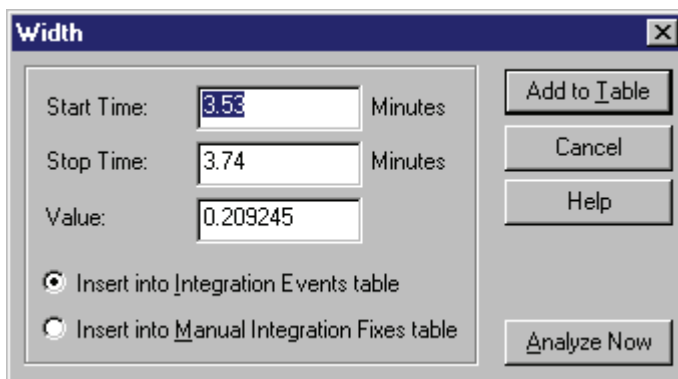 Width
Start Time: 3.53 Minutes
Stop Time: 3.74 Minutes
Value: 0.209245
Insert into Integration Events table
Insert into Manual Integration Fixes table
Add to Table
Cancel
Help
Analyze Now